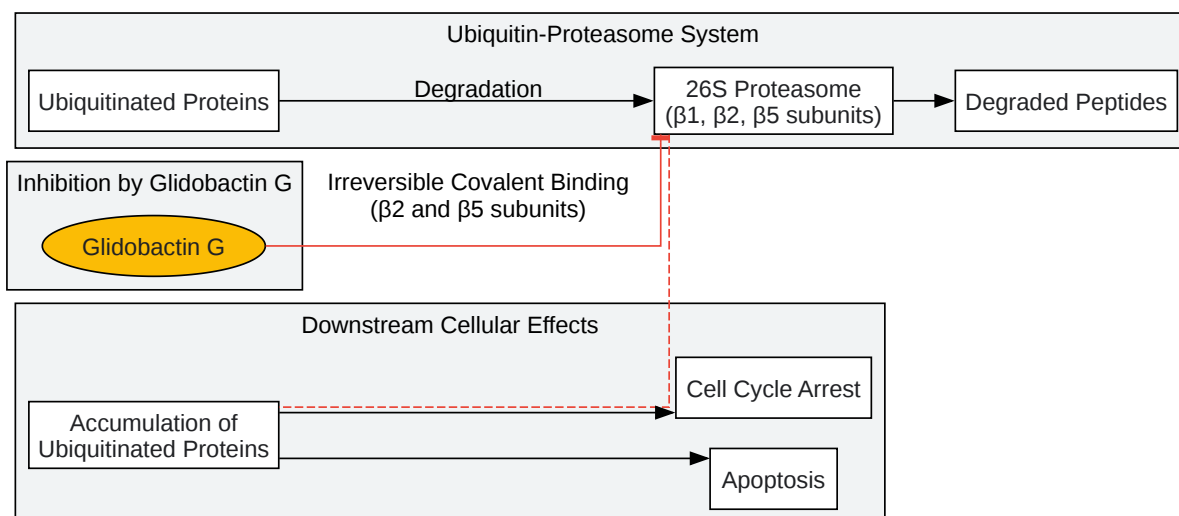 Ubiquitin-Proteasome System
Ubiquitinated Proteins
Degradation
26S Proteasome
(β1, β2, β5 subunits)
Degraded Peptides
Inhibition by Glidobactin G
Glidobactin G
Irreversible Covalent Binding
(β2 and β5 subunits)
Downstream Cellular Effects
Accumulation of
Ubiquitinated Proteins
Cell Cycle Arrest
Apoptosis